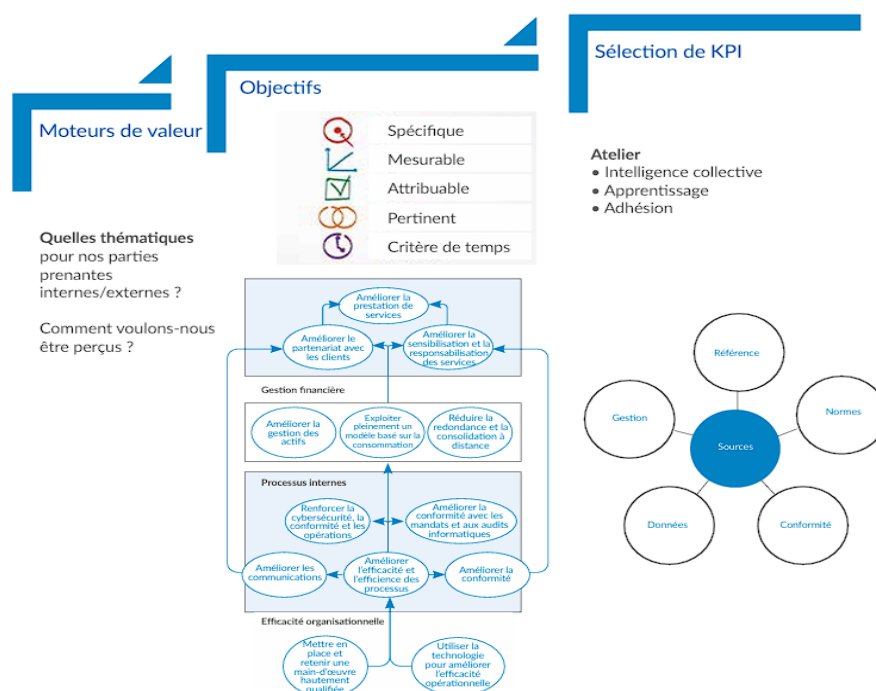 Moteurs de valeur
Quelles thématiques
pour nos parties
prenantes
internes/externes ?
Comment voulons-nous
être perçus ?
Objectifs
Spécifique
Mesurable
Attribuable
Pertinent
Critère de temps
Améliorer la
prestation de
services
Améliorer le
partenariat avec
les clients
Améliorer la
sensibilisation et la
responsabilisation
des services
Gestion financière
Améliorer la
gestion des
actifs
Exploiter
pleinement un
modèle basé sur la
consommation
Réduire la
redondance et la
consolidation à
distance
Processus internes
Renforcer la
cybersécurité, la
conformité et les
opérations
Améliorer la
conformité avec les
mandats et aux audits
informatiques
Améliorer les
communications
Améliorer
l'efficacité et
l'efficience des
processus
Améliorer la
conformité
Efficacité organisationnelle
Mettre en
place et
retenir une
main-d'œuvre
hautement
qualifiée
Utiliser la
technologie
pour améliorer
l'efficacité
opérationnelle
Sélection de KPI
Atelier
• Intelligence collective
• Apprentissage
• Adhésion
Référence
Gestion
Normes
Sources
Données
Conformité